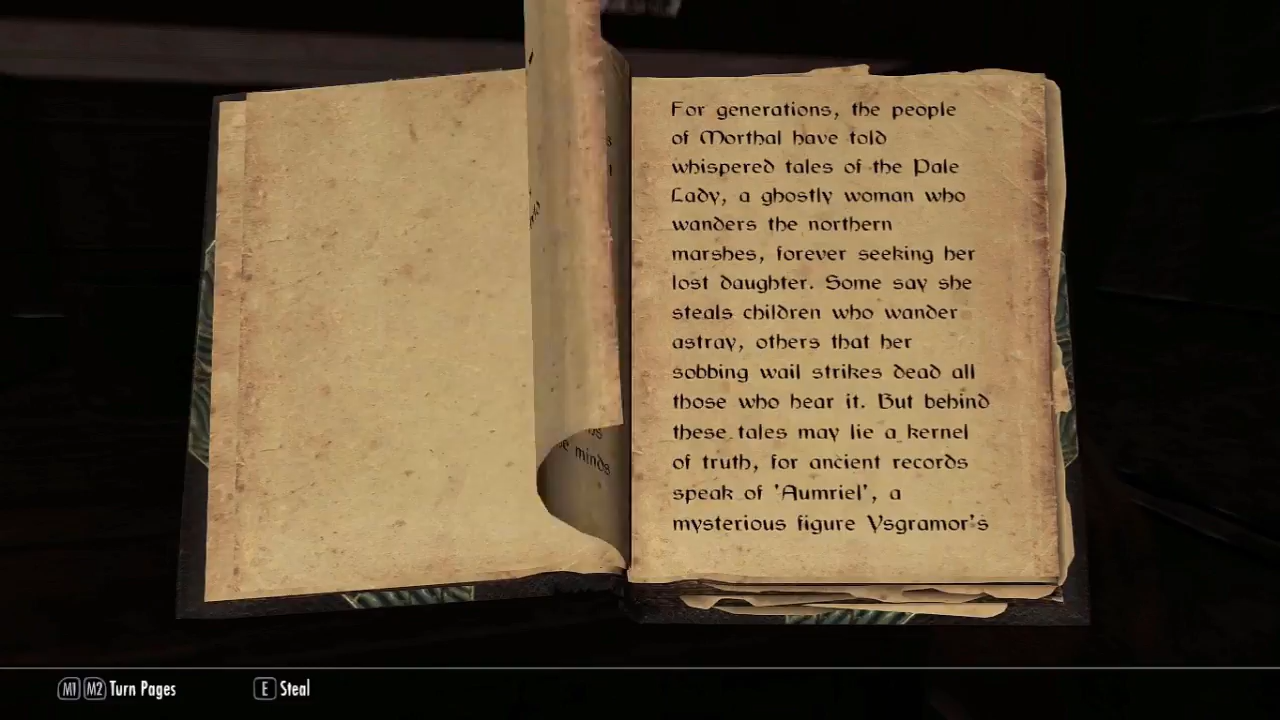 minds
For generations, the people
of Morthal have told
whispered tales of the Pale
Lady, a ghostly woman who
wanders the northern
marshes, forever seeking her
lost daughter. Some say she
steals children who wander
astray, others that her
sobbing wail strikes dead all
those who hear it. But behind
these tales may lie a kernel
of truth, for ancient records
speak of 'Aumriel', a
mysterious figure Ysgramor's
M1 M2 Turn Pages
E Steal